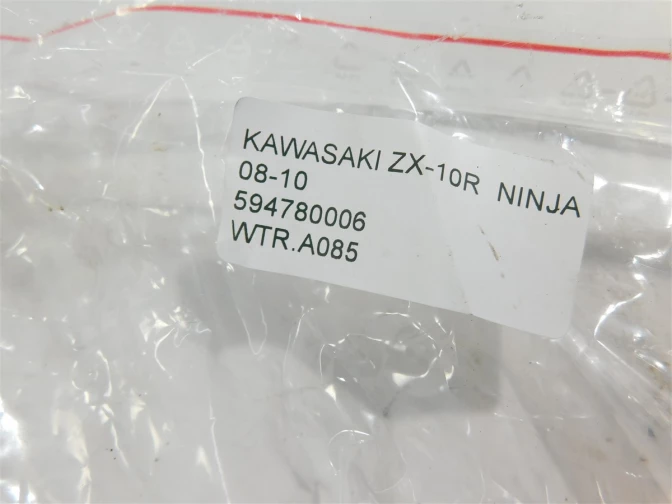 KAWASAKI ZX-10R NINJA
08-10
594780006
WTR.A085